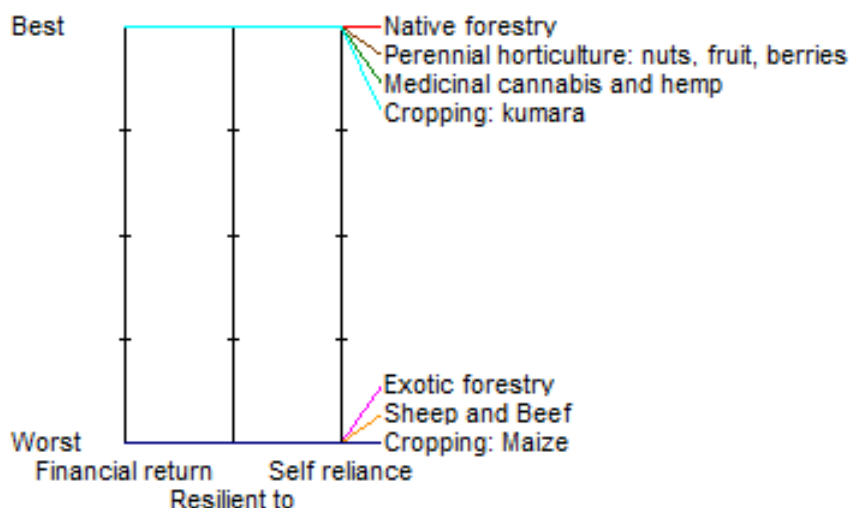 Best
Native forestry
Perennial horticulture: nuts, fruit, berries
Medicinal cannabis and hemp
Cropping: kumara
Exotic forestry
Sheep and Beef
Worst
Cropping: Maize
Financial return
Self reliance
Resilient to